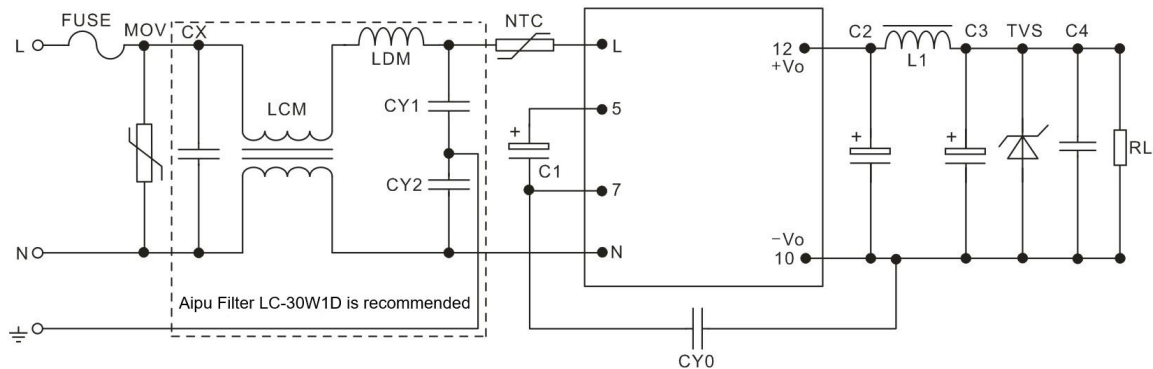 FUSE
MOV
CX
LDM
NTC
L
L
12
+Vo
C2
L1
C3
TVS
C4
LCM
CY1
5
+
C1
+
+
RL
CY2
7
N
N
−Vo
10
Aipu Filter LC-30W1D is recommended
CY0